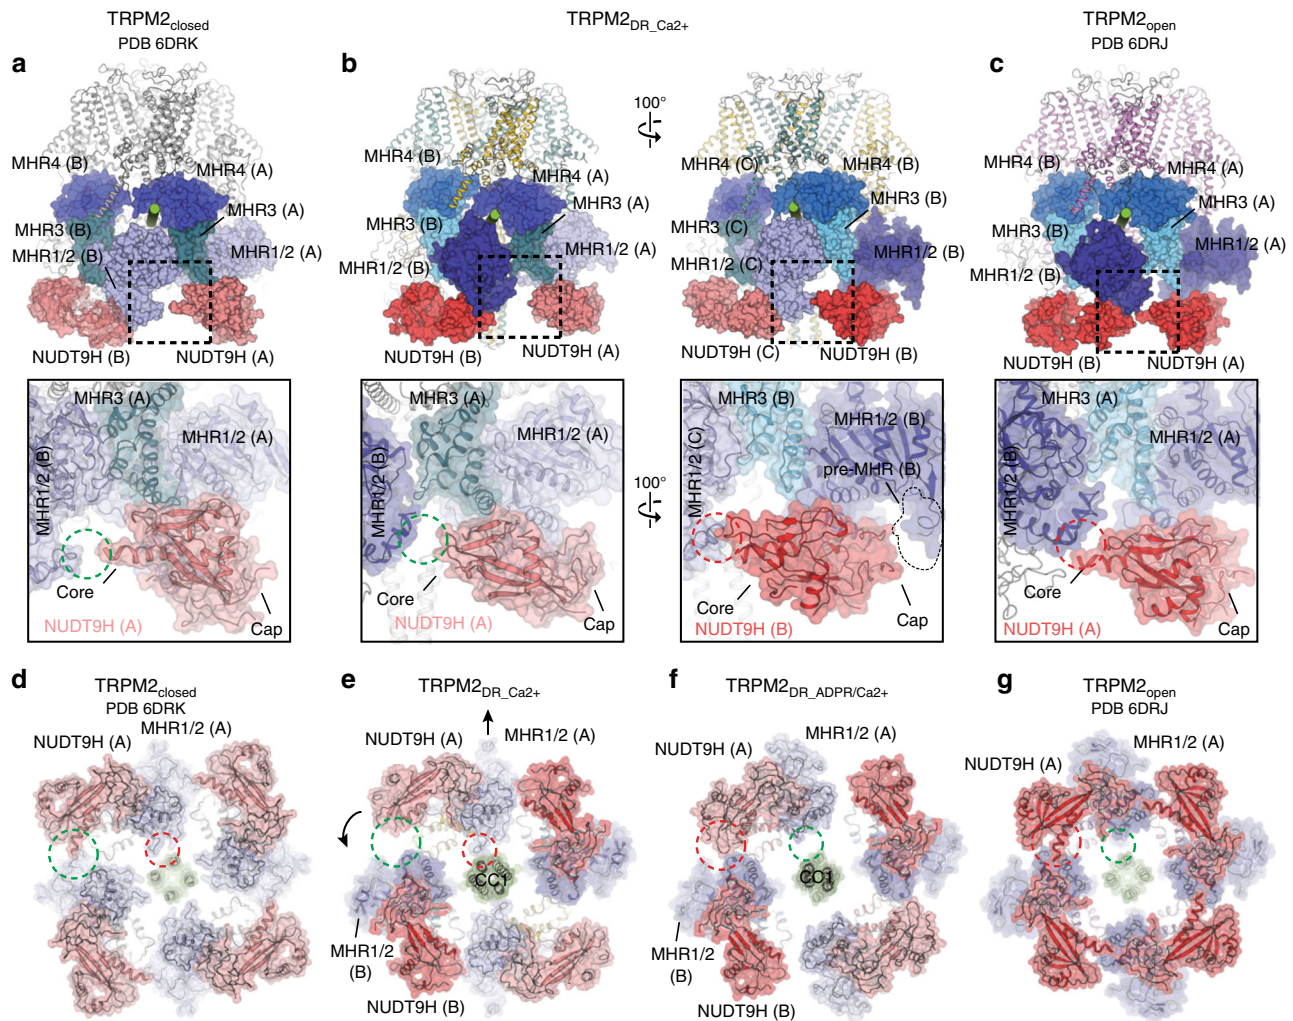 TRPM2closed
PDB 6DRK
TRPM2DR_Ca2+
TRPM2open
PDB 6DRJ
a
MHR4 (B)
MHR4 (A)
MHR3 (A)
MHR3 (B)
MHR1/2 (B)
MHR1/2 (A)
NUDT9H (B)
NUDT9H (A)
b
MHR4 (B)
MHR4 (A)
MHR3 (A)
MHR3 (B)
MHR1/2 (A)
MHR1/2 (B)
NUDT9H (B)
NUDT9H (A)
100°
MHR4 (C)
MHR4 (B)
MHR3 (B)
MHR3 (C)
MHR1/2 (C)
MHR1/2 (B)
NUDT9H (C)
NUDT9H (B)
c
MHR4 (B)
MHR4 (A)
MHR3 (A)
MHR3 (B)
MHR1/2 (A)
MHR1/2 (B)
NUDT9H (B)
NUDT9H (A)
MHR3 (A)
MHR1/2 (A)
MHR1/2 (B)
Core
NUDT9H (A)
Cap
MHR3 (A)
MHR1/2 (A)
MHR1/2 (B)
Core
NUDT9H (A)
Cap
100°
MHR3 (B)
MHR1/2 (B)
MHR1/2 (C)
pre-MHR (B)
Core
NUDT9H (B)
Cap
MHR3 (A)
MHR1/2 (A)
MHR1/2 (B)
Core
NUDT9H (A)
Cap
d
TRPM2closed
PDB 6DRK
MHR1/2 (A)
NUDT9H (A)
e
TRPM2DR_Ca2+
NUDT9H (A)
MHR1/2 (A)
CC1
MHR1/2
(B)
NUDT9H (B)
f
TRPM2DR_ADPR/Ca2+
MHR1/2 (A)
NUDT9H (A)
CC1
MHR1/2
(B)
NUDT9H (B)
g
TRPM2open
PDB 6DRJ
MHR1/2 (A)
NUDT9H (A)